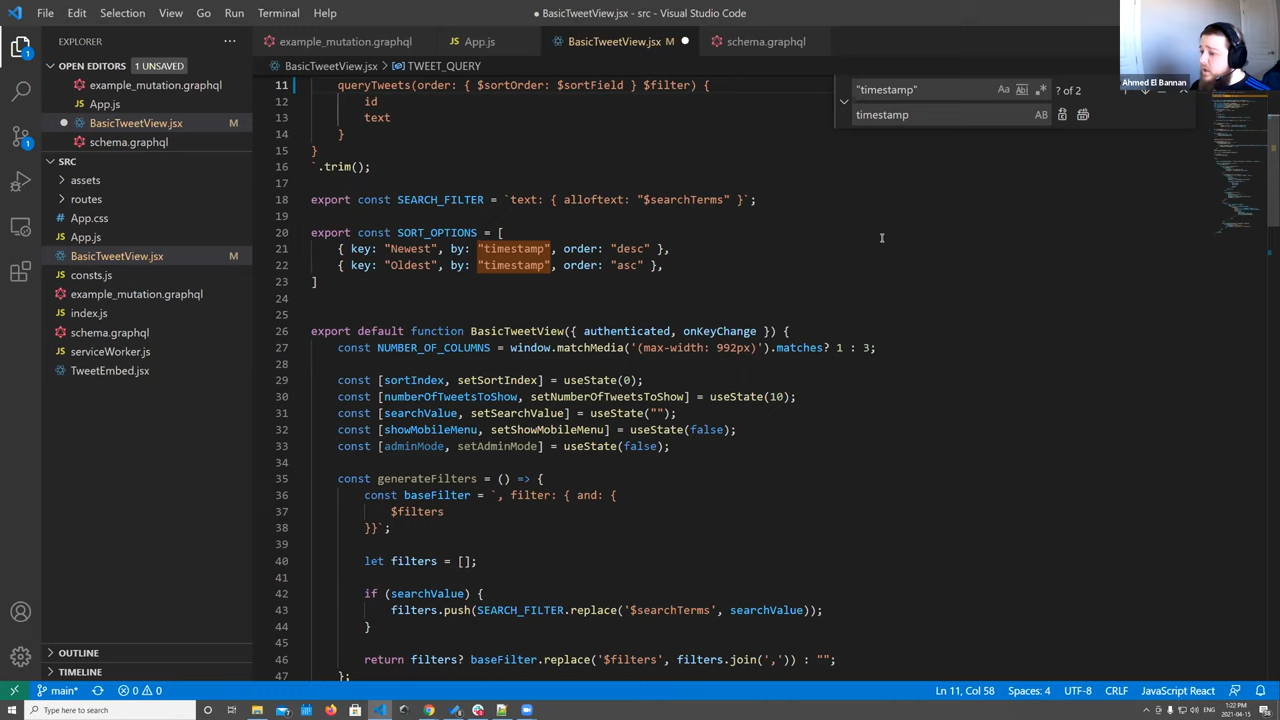 File Edit Selection View Go Run Terminal Help
● BasicTweetView.jsx - src - Visual Studio Code
EXPLORER
example_mutation.graphql
App.js
BasicTweetView.jsx M
schema.graphql
BasicTweetView.jsx > TWEET_QUERY
OPEN EDITORS 1 UNSAVED
example_mutation.graphql
App.js
BasicTweetView.jsx M
schema.graphql
SRC
assets
routes
App.css
App.js
BasicTweetView.jsx M
consts.js
example_mutation.graphql
index.js
schema.graphql
serviceWorker.js
TweetEmbed.jsx
OUTLINE
TIMELINE
"timestamp" Aa ab ? of 2
timestamp AB
Ahmed El Bannan
11 queryTweets(order: { $sortOrder: $sortField } $filter) {
12 id
13 text
14 }
15 }
16 `.trim();
17
18 export const SEARCH_FILTER = `text: { alloftext: "$searchTerms" }`;
19
20 export const SORT_OPTIONS = [
21 { key: "Newest", by: "timestamp", order: "desc" },
22 { key: "Oldest", by: "timestamp", order: "asc" },
23 ]
24
25
26 export default function BasicTweetView({ authenticated, onKeyChange }) {
27 const NUMBER_OF_COLUMNS = window.matchMedia('(max-width: 992px)').matches? 1 : 3;
28
29 const [sortIndex, setSortIndex] = useState(0);
30 const [numberOfTweetsToShow, setNumberOfTweetsToShow] = useState(10);
31 const [searchValue, setSearchValue] = useState("");
32 const [showMobileMenu, setShowMobileMenu] = useState(false);
33 const [adminMode, setAdminMode] = useState(false);
34
35 const generateFilters = () => {
36 const baseFilter = `, filter: { and: {
37 $filters
38 }}`;
39
40 let filters = [];
41
42 if (searchValue) {
43 filters.push(SEARCH_FILTER.replace('$searchTerms', searchValue));
44 }
45
46 return filters? baseFilter.replace('$filters', filters.join(',')) : "";
47 };
main* 0 0
Ln 11, Col 58 Spaces: 4 UTF-8 CRLF JavaScript React
Type here to search
ENG
1:22 PM
2021-04-15